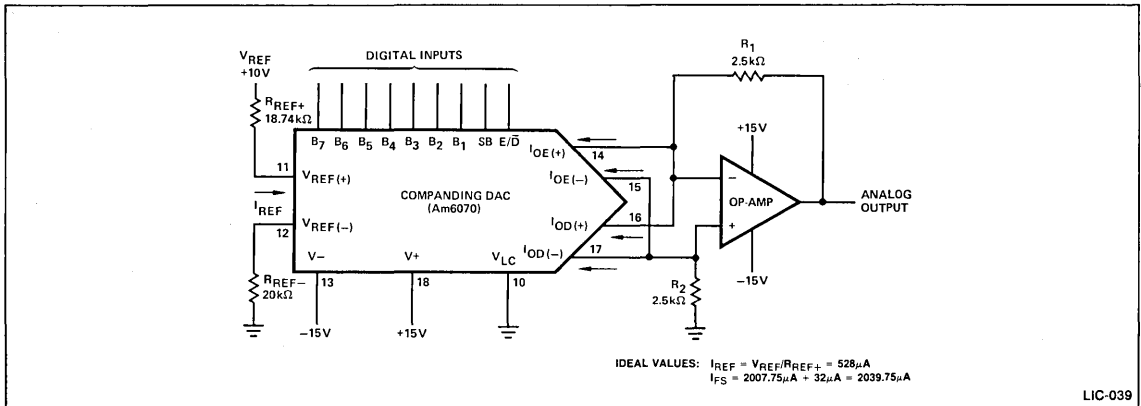 DIGITAL INPUTS
VREF
+10V
RREF+
18.74kΩ
B7 B6 B5 B4 B3 B2 B1 SB E/D̅
11
VREF(+)
IREF
VREF(−)
12
RREF−
20kΩ
COMPANDING DAC
(Am6070)
V− V+ VLC
13 18 10
−15V +15V
IOE(+)
14
IOE(−)
15
IOD(+)
16
IOD(−)
17
R1
2.5kΩ
+15V
−
OP-AMP
+
−15V
R2
2.5kΩ
ANALOG
OUTPUT
IDEAL VALUES: IREF = VREF/RREF+ = 528μA
IFS = 2007.75μA + 32μA = 2039.75μA
LIC-039